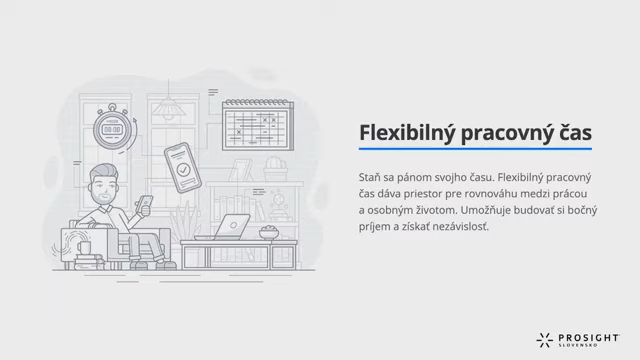 Flexibilný pracovný čas
Staň sa pánom svojho času. Flexibilný pracovný
čas dáva priestor pre rovnováhu medzi prácou
a osobným životom. Umožňuje budovať si bočný
príjem a získať nezávislosť.
PROSIGHT
SLOVENSKO